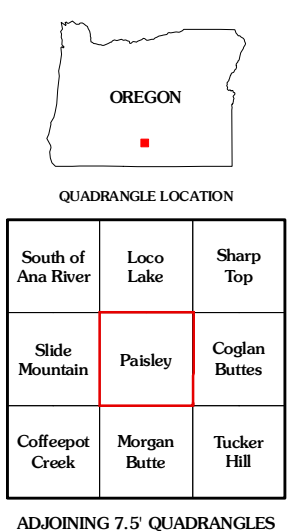 OREGON
QUADRANGLE LOCATION
South of
Ana River
Loco
Lake
Sharp
Top
Slide
Mountain
Paisley
Coglan
Buttes
Coffeepot
Creek
Morgan
Butte
Tucker
Hill
ADJOINING 7.5' QUADRANGLES